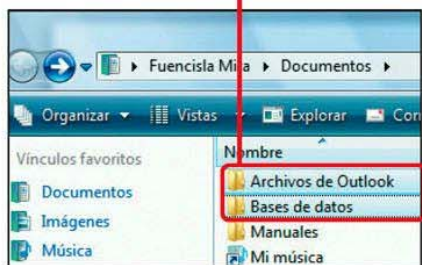 Fuencisla Mira ▸ Documentos ▸
Organizar Vistas Explorar
Vínculos favoritos
Nombre
Documentos
Archivos de Outlook
Imágenes
Bases de datos
Música
Manuales
Mi música